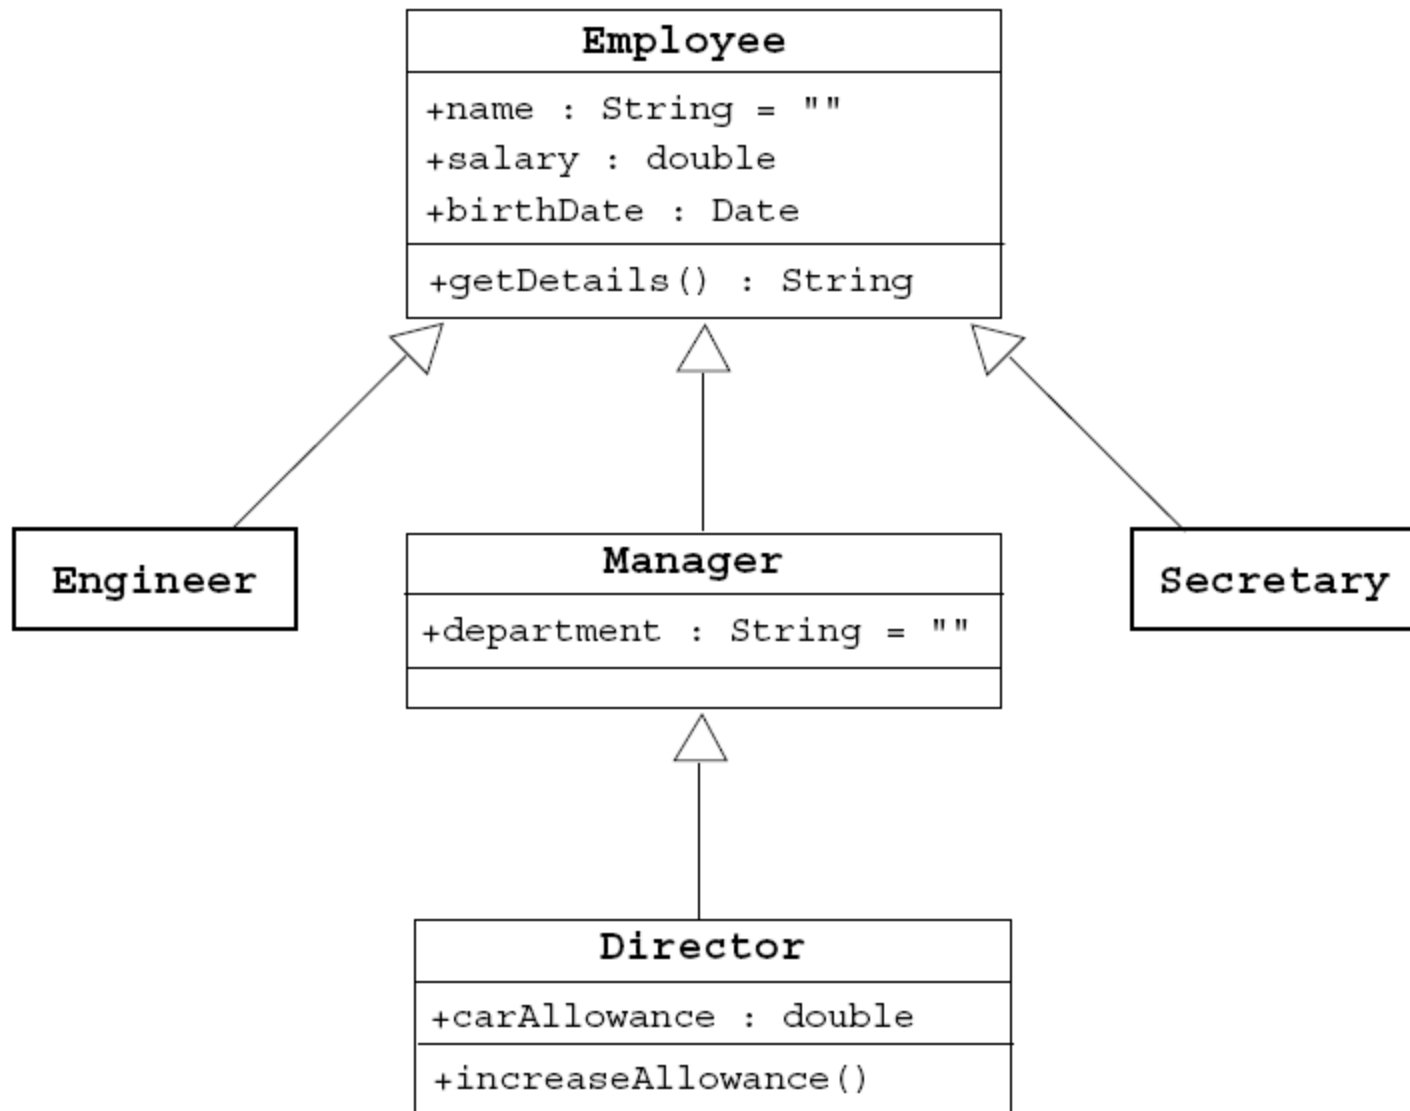 Employee
+name : String = ""
+salary : double
+birthDate : Date
+getDetails() : String
Engineer
Manager
+department : String = ""
Secretary
Director
+carAllowance : double
+increaseAllowance()